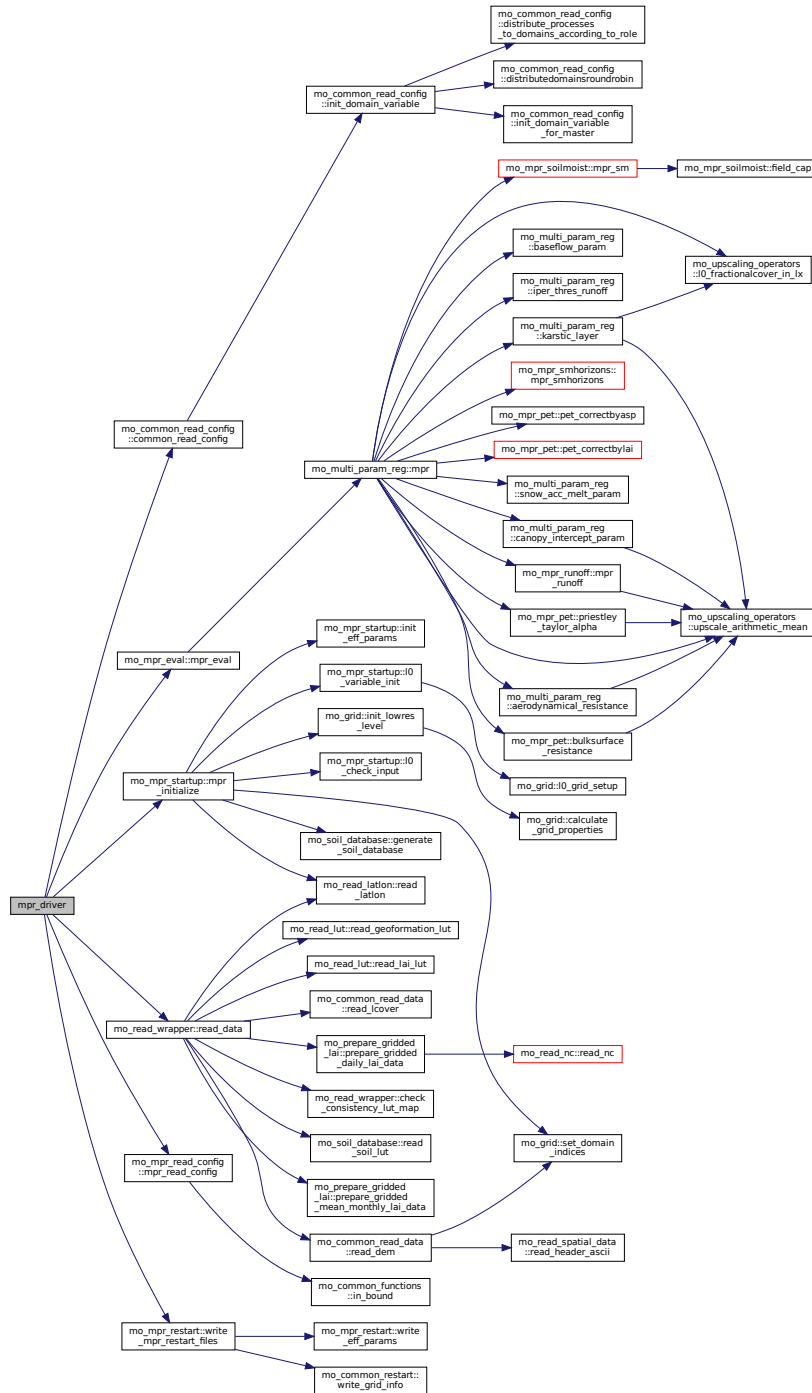 mo_common_read_config
::distribute_processes
_to_domains_according_to_role
mo_common_read_config
::distributedomainsroundrobin
mo_common_read_config
::init_domain_variable
mo_common_read_config
::init_domain_variable
_for_master
mo_mpr_soilmoist::mpr_sm
mo_mpr_soilmoist::field_cap
mo_multi_param_reg
::baseflow_param
mo_upscaling_operators
::l0_fractionalcover_in_lx
mo_multi_param_reg
::iper_thres_runoff
mo_multi_param_reg
::karstic_layer
mo_mpr_smhorizons::
mpr_smhorizons
mo_mpr_pet::pet_correctbyasp
mo_common_read_config
::common_read_config
mo_mpr_pet::pet_correctbylai
mo_multi_param_reg::mpr
mo_multi_param_reg
::snow_acc_melt_param
mo_multi_param_reg
::canopy_intercept_param
mo_mpr_runoff::mpr
_runoff
mo_mpr_pet::priestley
_taylor_alpha
mo_upscaling_operators
::upscale_arithmetic_mean
mo_mpr_startup::init
_eff_params
mo_mpr_eval::mpr_eval
mo_mpr_startup::l0
_variable_init
mo_multi_param_reg
::aerodynamical_resistance
mo_grid::init_lowres
_level
mo_mpr_pet::bulksurface
_resistance
mo_mpr_startup::mpr
_initialize
mo_mpr_startup::l0
_check_input
mo_grid::l0_grid_setup
mo_grid::calculate
_grid_properties
mo_soil_database::generate
_soil_database
mo_read_latlon::read
_latlon
mpr_driver
mo_read_lut::read_geoformation_lut
mo_read_lut::read_lai_lut
mo_common_read_data
::read_lcover
mo_read_wrapper::read_data
mo_prepare_gridded
_lai::prepare_gridded
_daily_lai_data
mo_read_nc::read_nc
mo_read_wrapper::check
_consistency_lut_map
mo_soil_database::read
_soil_lut
mo_grid::set_domain
_indices
mo_mpr_read_config
::mpr_read_config
mo_prepare_gridded
_lai::prepare_gridded
_mean_monthly_lai_data
mo_common_read_data
::read_dem
mo_read_spatial_data
::read_header_ascii
mo_common_functions
::in_bound
mo_mpr_restart::write
_mpr_restart_files
mo_mpr_restart::write
_eff_params
mo_common_restart::
write_grid_info